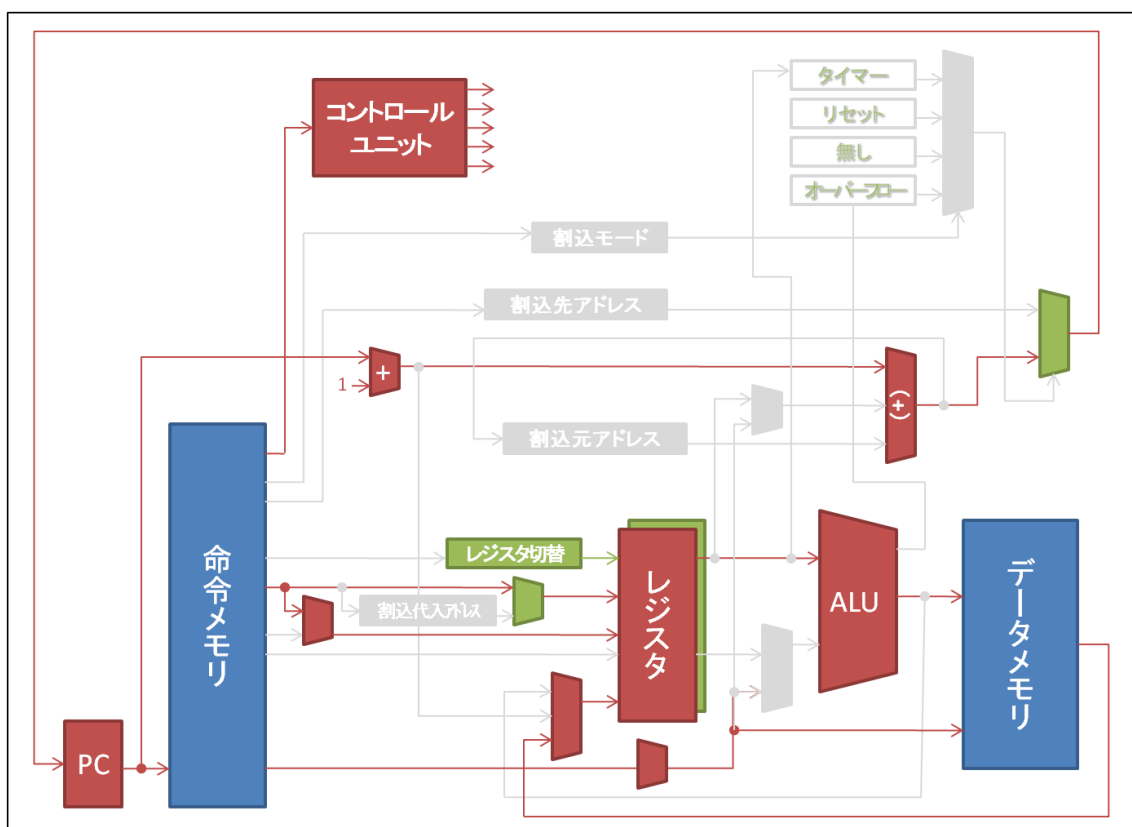 タイマー
コントロール
ユニット
リセット
無し
オーバーフロー
割込モード
割込先アドレス
+
1
(+)
割込元アドレス
命令メモリ
レジスタ切替
レジスタ
ALU
データメモリ
割込代入アドレス
PC